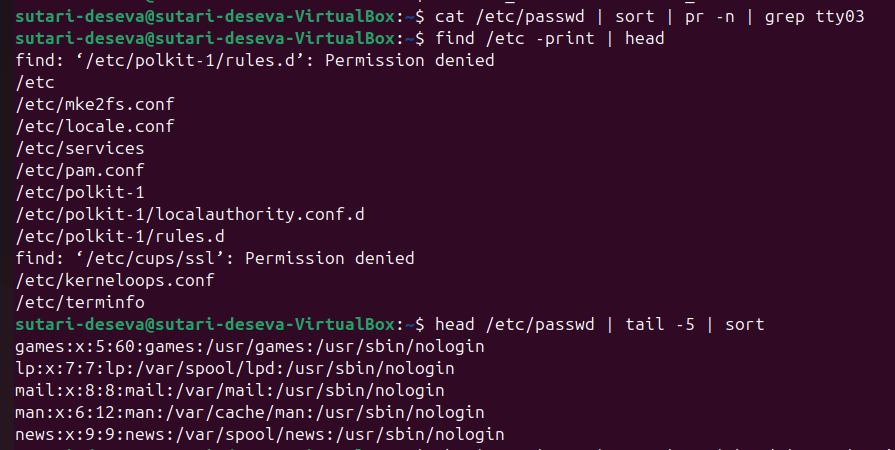 sutari-deseva@sutari-deseva-VirtualBox:~$ cat /etc/passwd | sort | pr -n | grep tty03
sutari-deseva@sutari-deseva-VirtualBox:~$ find /etc -print | head
find: ‘/etc/polkit-1/rules.d’: Permission denied
/etc
/etc/mke2fs.conf
/etc/locale.conf
/etc/services
/etc/pam.conf
/etc/polkit-1
/etc/polkit-1/localauthority.conf.d
/etc/polkit-1/rules.d
find: ‘/etc/cups/ssl’: Permission denied
/etc/kerneloops.conf
/etc/terminfo
sutari-deseva@sutari-deseva-VirtualBox:~$ head /etc/passwd | tail -5 | sort
games:x:5:60:games:/usr/games:/usr/sbin/nologin
lp:x:7:7:lp:/var/spool/lpd:/usr/sbin/nologin
mail:x:8:8:mail:/var/mail:/usr/sbin/nologin
man:x:6:12:man:/var/cache/man:/usr/sbin/nologin
news:x:9:9:news:/var/spool/news:/usr/sbin/nologin